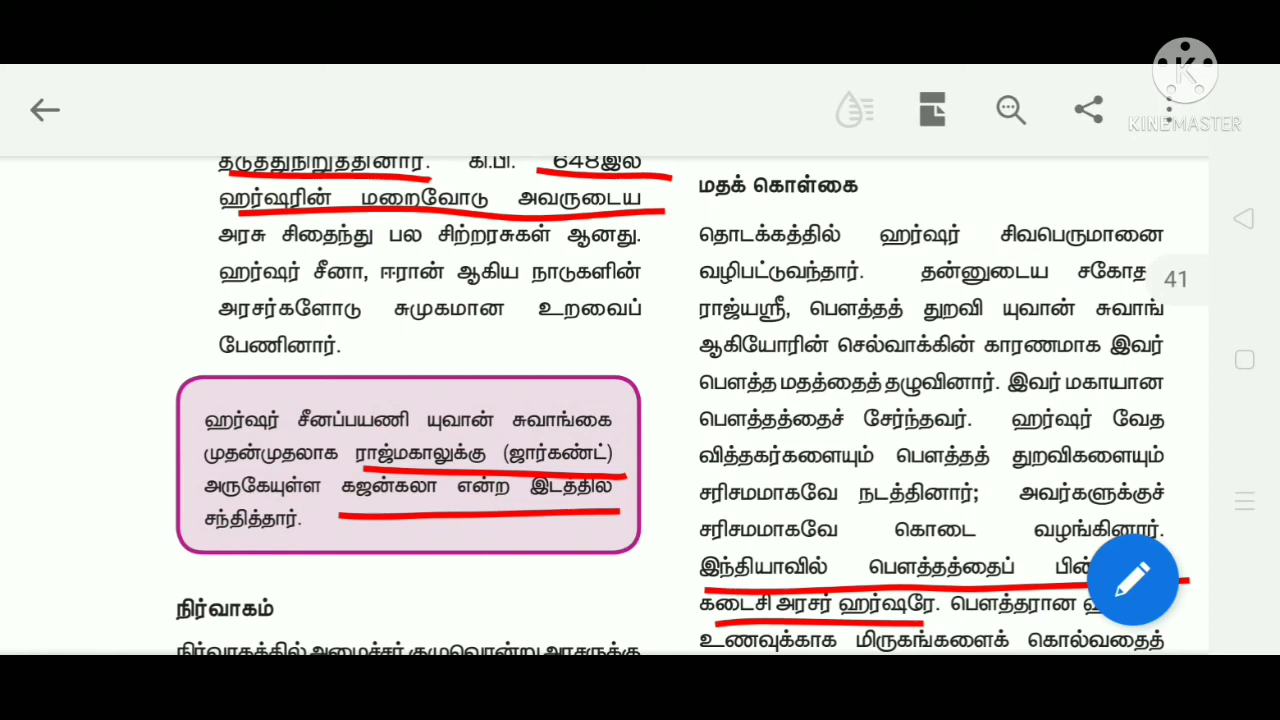 KINEMASTER
தடுத்துநிறுத்தினார். கி.பி. 648இல்
ஹர்ஷரின் மறைவோடு அவருடைய
அரசு சிதைந்து பல சிற்றரசுகள் ஆனது.
ஹர்ஷர் சீனா, ஈரான் ஆகிய நாடுகளின்
அரசர்களோடு சுமுகமான உறவைப்
பேணினார்.
ஹர்ஷர் சீனப்பயணி யுவான் சுவாங்கை
முதன்முதலாக ராஜ்மகாலுக்கு (ஜார்கண்ட்)
அருகேயுள்ள கஜன்கலா என்ற இடத்தில்
சந்தித்தார்.
நிர்வாகம்
நிர்வாகத்தில் அமைச்சர் குழுவொன்று அரசருக்கு
மதக் கொள்கை
தொடக்கத்தில் ஹர்ஷர் சிவபெருமானை
வழிபட்டுவந்தார். தன்னுடைய
ராஜ்யஸ்ரீ, பௌத்தத் துறவி யுவான் சுவாங்
ஆகியோரின் செல்வாக்கின் காரணமாக இவர்
பௌத்த மதத்தைத் தழுவினார். இவர் மகாயான
பௌத்தத்தைச் சேர்ந்தவர். ஹர்ஷர் வேத
வித்தகர்களையும் பௌத்தத் துறவிகளையும்
சரிசமமாகவே நடத்தினார்; அவர்களுக்குச்
சரிசமமாகவே கொடை வழங்கினார்.
இந்தியாவில் பௌத்தத்தைப்
கடைசி அரசர் ஹர்ஷரே. பௌத்தரான
உணவுக்காக மிருகங்களைக் கொல்வதைத்
41